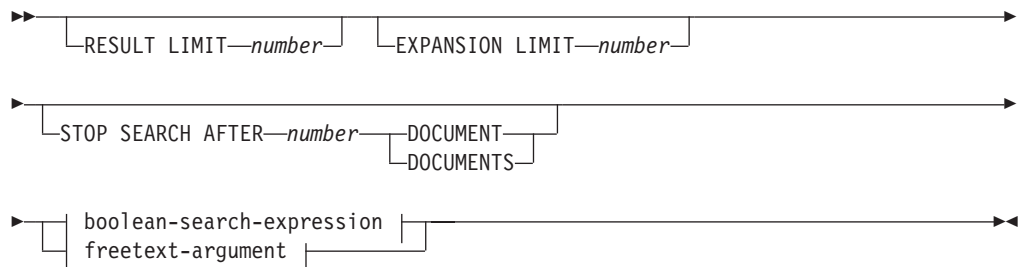 RESULT LIMIT number EXPANSION LIMIT number
STOP SEARCH AFTER number DOCUMENT
DOCUMENTS
boolean-search-expression
freetext-argument